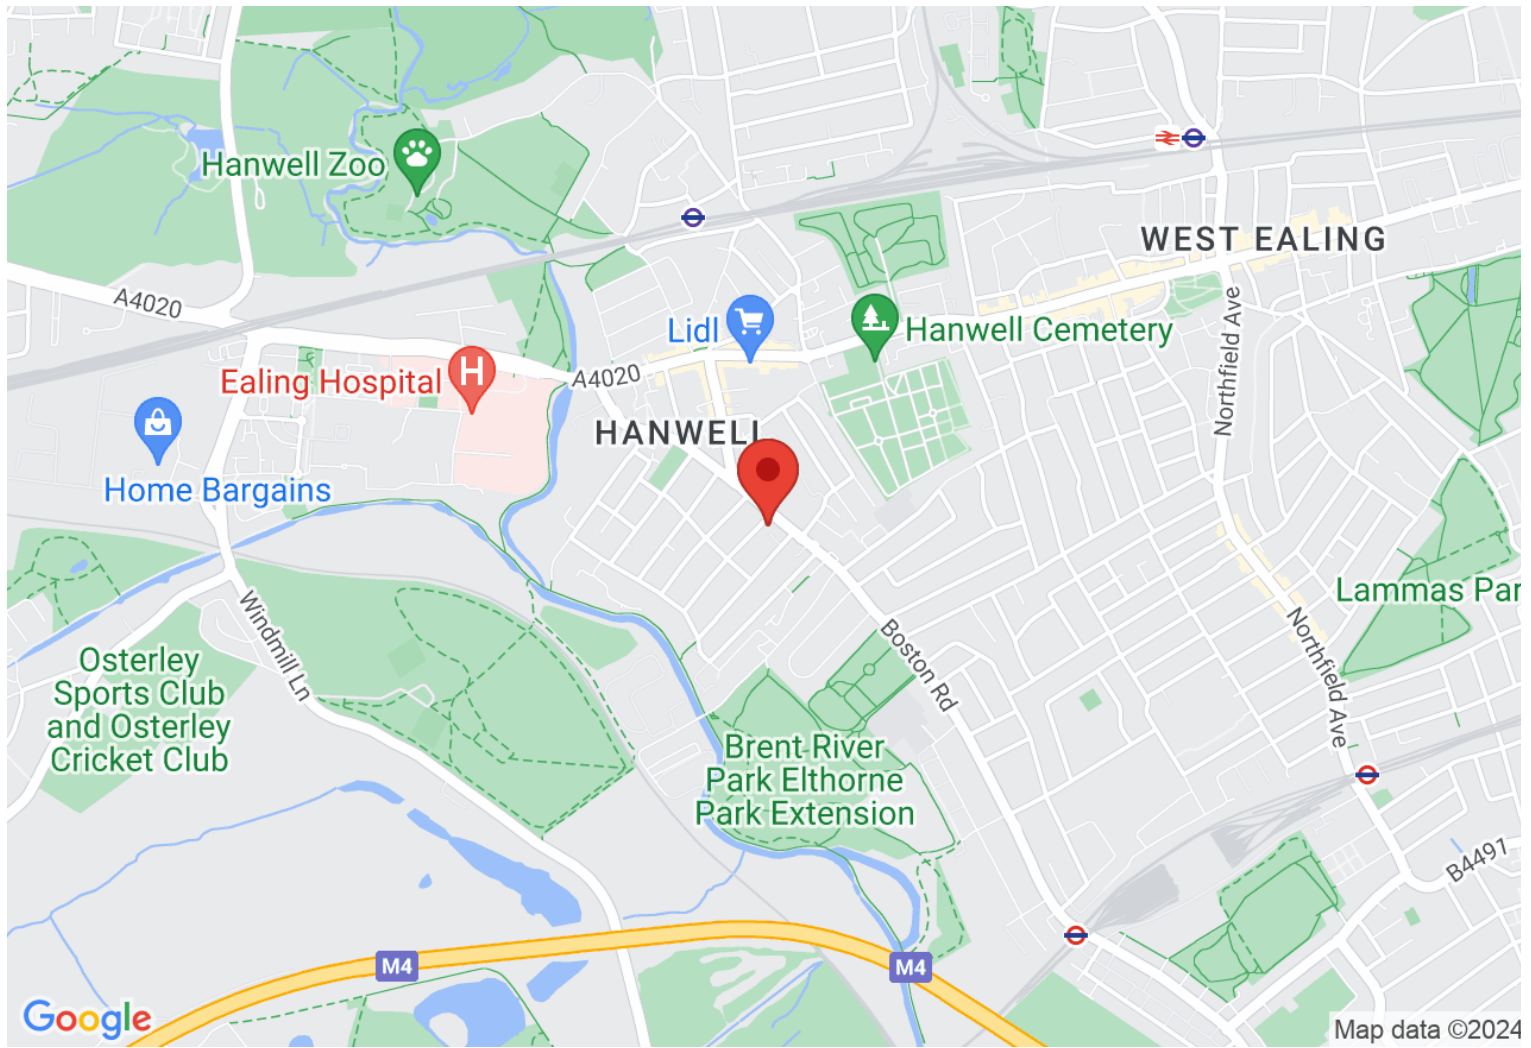 Hanwell Zoo
WEST EALING
A4020
Lidl
Hanwell Cemetery
Northfield Ave
Ealing Hospital
H
A4020
HANWELL
Home Bargains
Windmill Ln
Lammas Par
Boston Rd
Northfield Ave
Osterley
Sports Club
and Osterley
Cricket Club
Brent River
Park Elthorne
Park Extension
B4491
M4
M4
Google
Map data ©2024